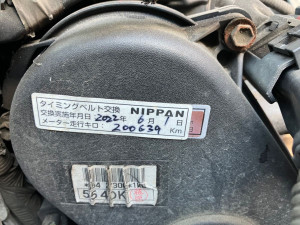 タイミングベルト交換 NIPPAN
交換実施年月日 2022年 6月 1日
メーター走行キロ： 200639 Km
5640K